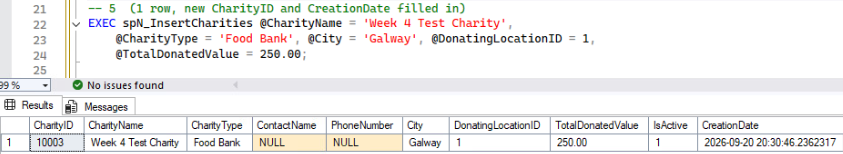 21 -- 5 (1 row, new CharityID and CreationDate filled in)
22 EXEC spN_InsertCharities @CharityName = 'Week 4 Test Charity',
23 @CharityType = 'Food Bank', @City = 'Galway', @DonatingLocationID = 1,
24 @TotalDonatedValue = 250.00;
25
99 % No issues found
Results Messages
CharityID CharityName CharityType ContactName PhoneNumber City DonatingLocationID TotalDonatedValue IsActive CreationDate
1 10003 Week 4 Test Charity Food Bank NULL NULL Galway 1 250.00 1 2026-09-20 20:30:46.2362317